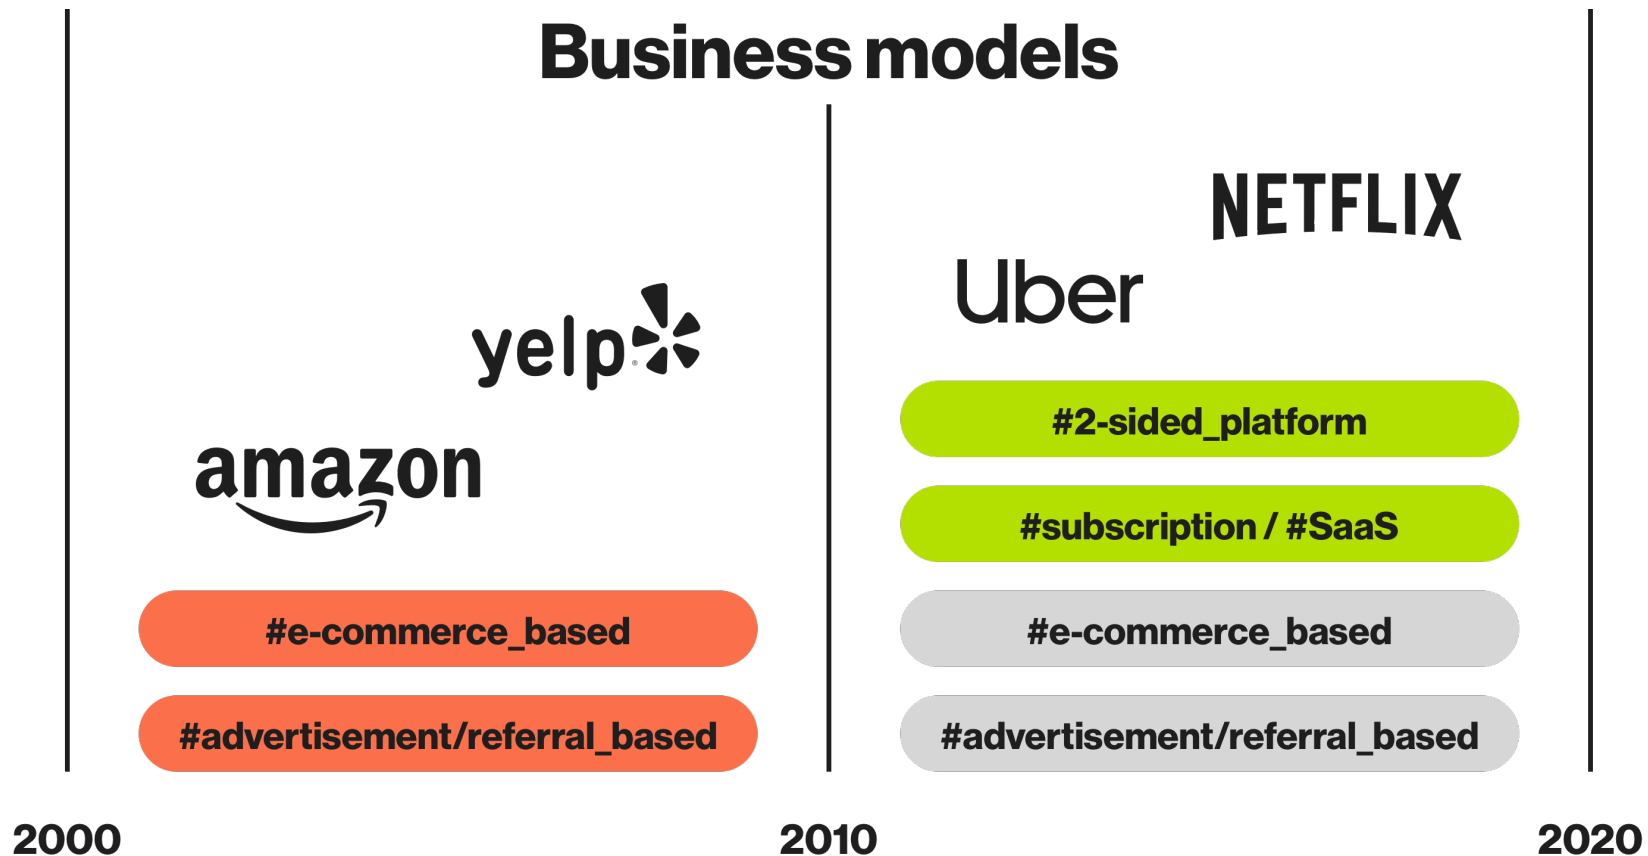 Business models
NETFLIX
Uber
yelp
amazon
#2-sided_platform
#subscription / #SaaS
#e-commerce_based
#advertisement/referral_based
#e-commerce_based
#advertisement/referral_based
2000
2010
2020